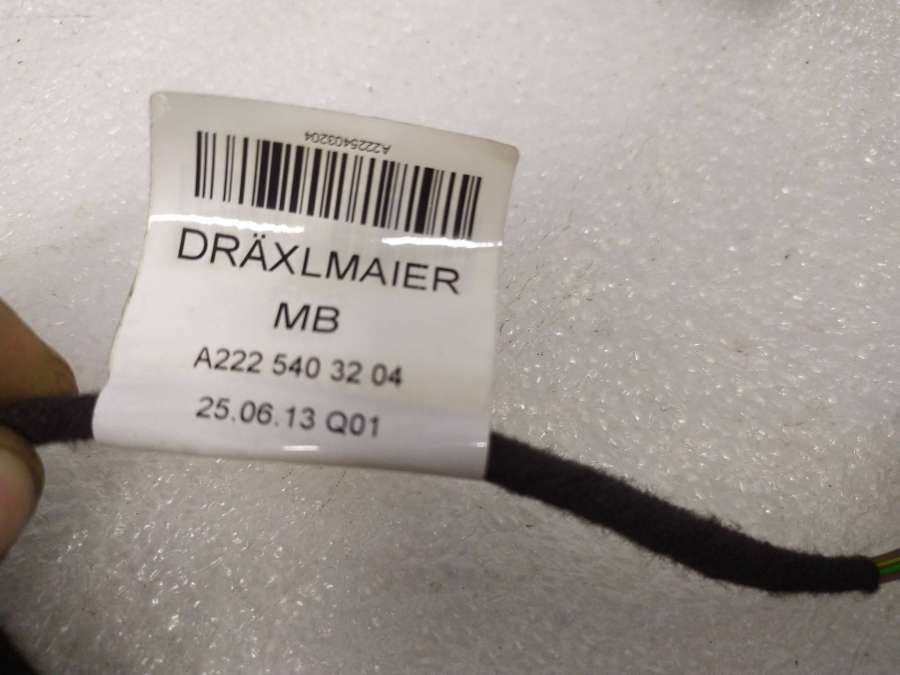 A2225403204
DRÄXLMAIER
MB
A222 540 32 04
25.06.13 Q01